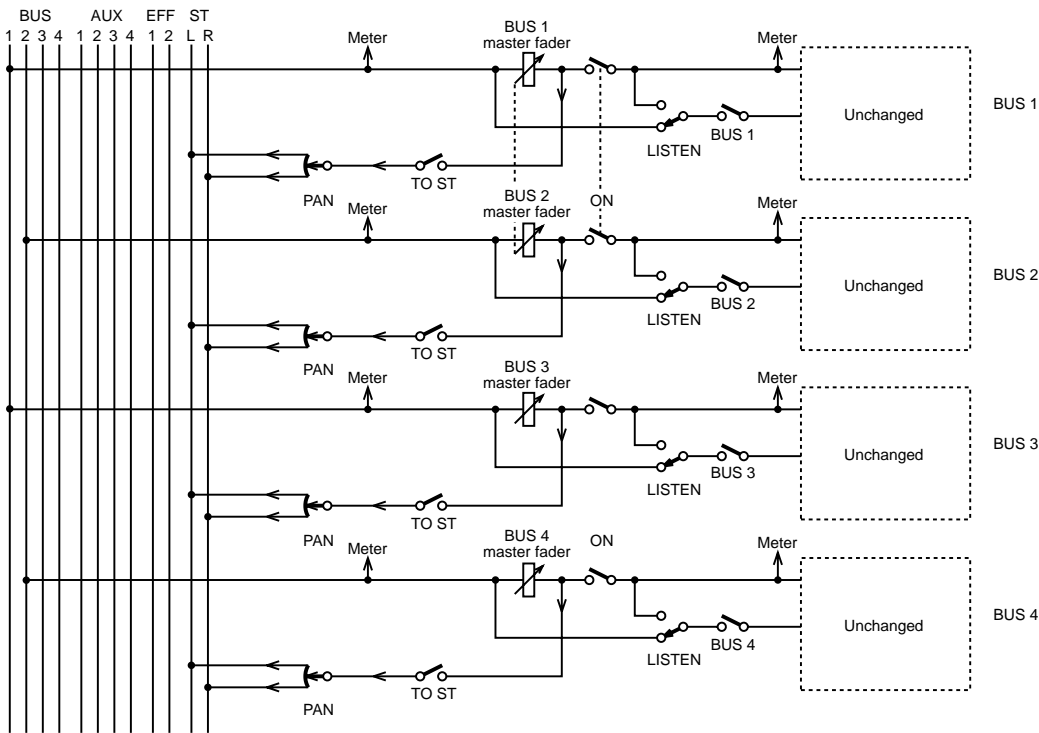 BUS AUX EFF ST
1 2 3 4 1 2 3 4 1 2 L R
Meter
BUS 1
master fader
Meter
Unchanged
BUS 1
BUS 1
LISTEN
TO ST
PAN
Meter
BUS 2
master fader
ON
Meter
Unchanged
BUS 2
BUS 2
LISTEN
TO ST
PAN
Meter
BUS 3
master fader
Meter
Unchanged
BUS 3
BUS 3
LISTEN
TO ST
PAN
Meter
BUS 4
master fader
ON
Meter
Unchanged
BUS 4
BUS 4
LISTEN
TO ST
PAN